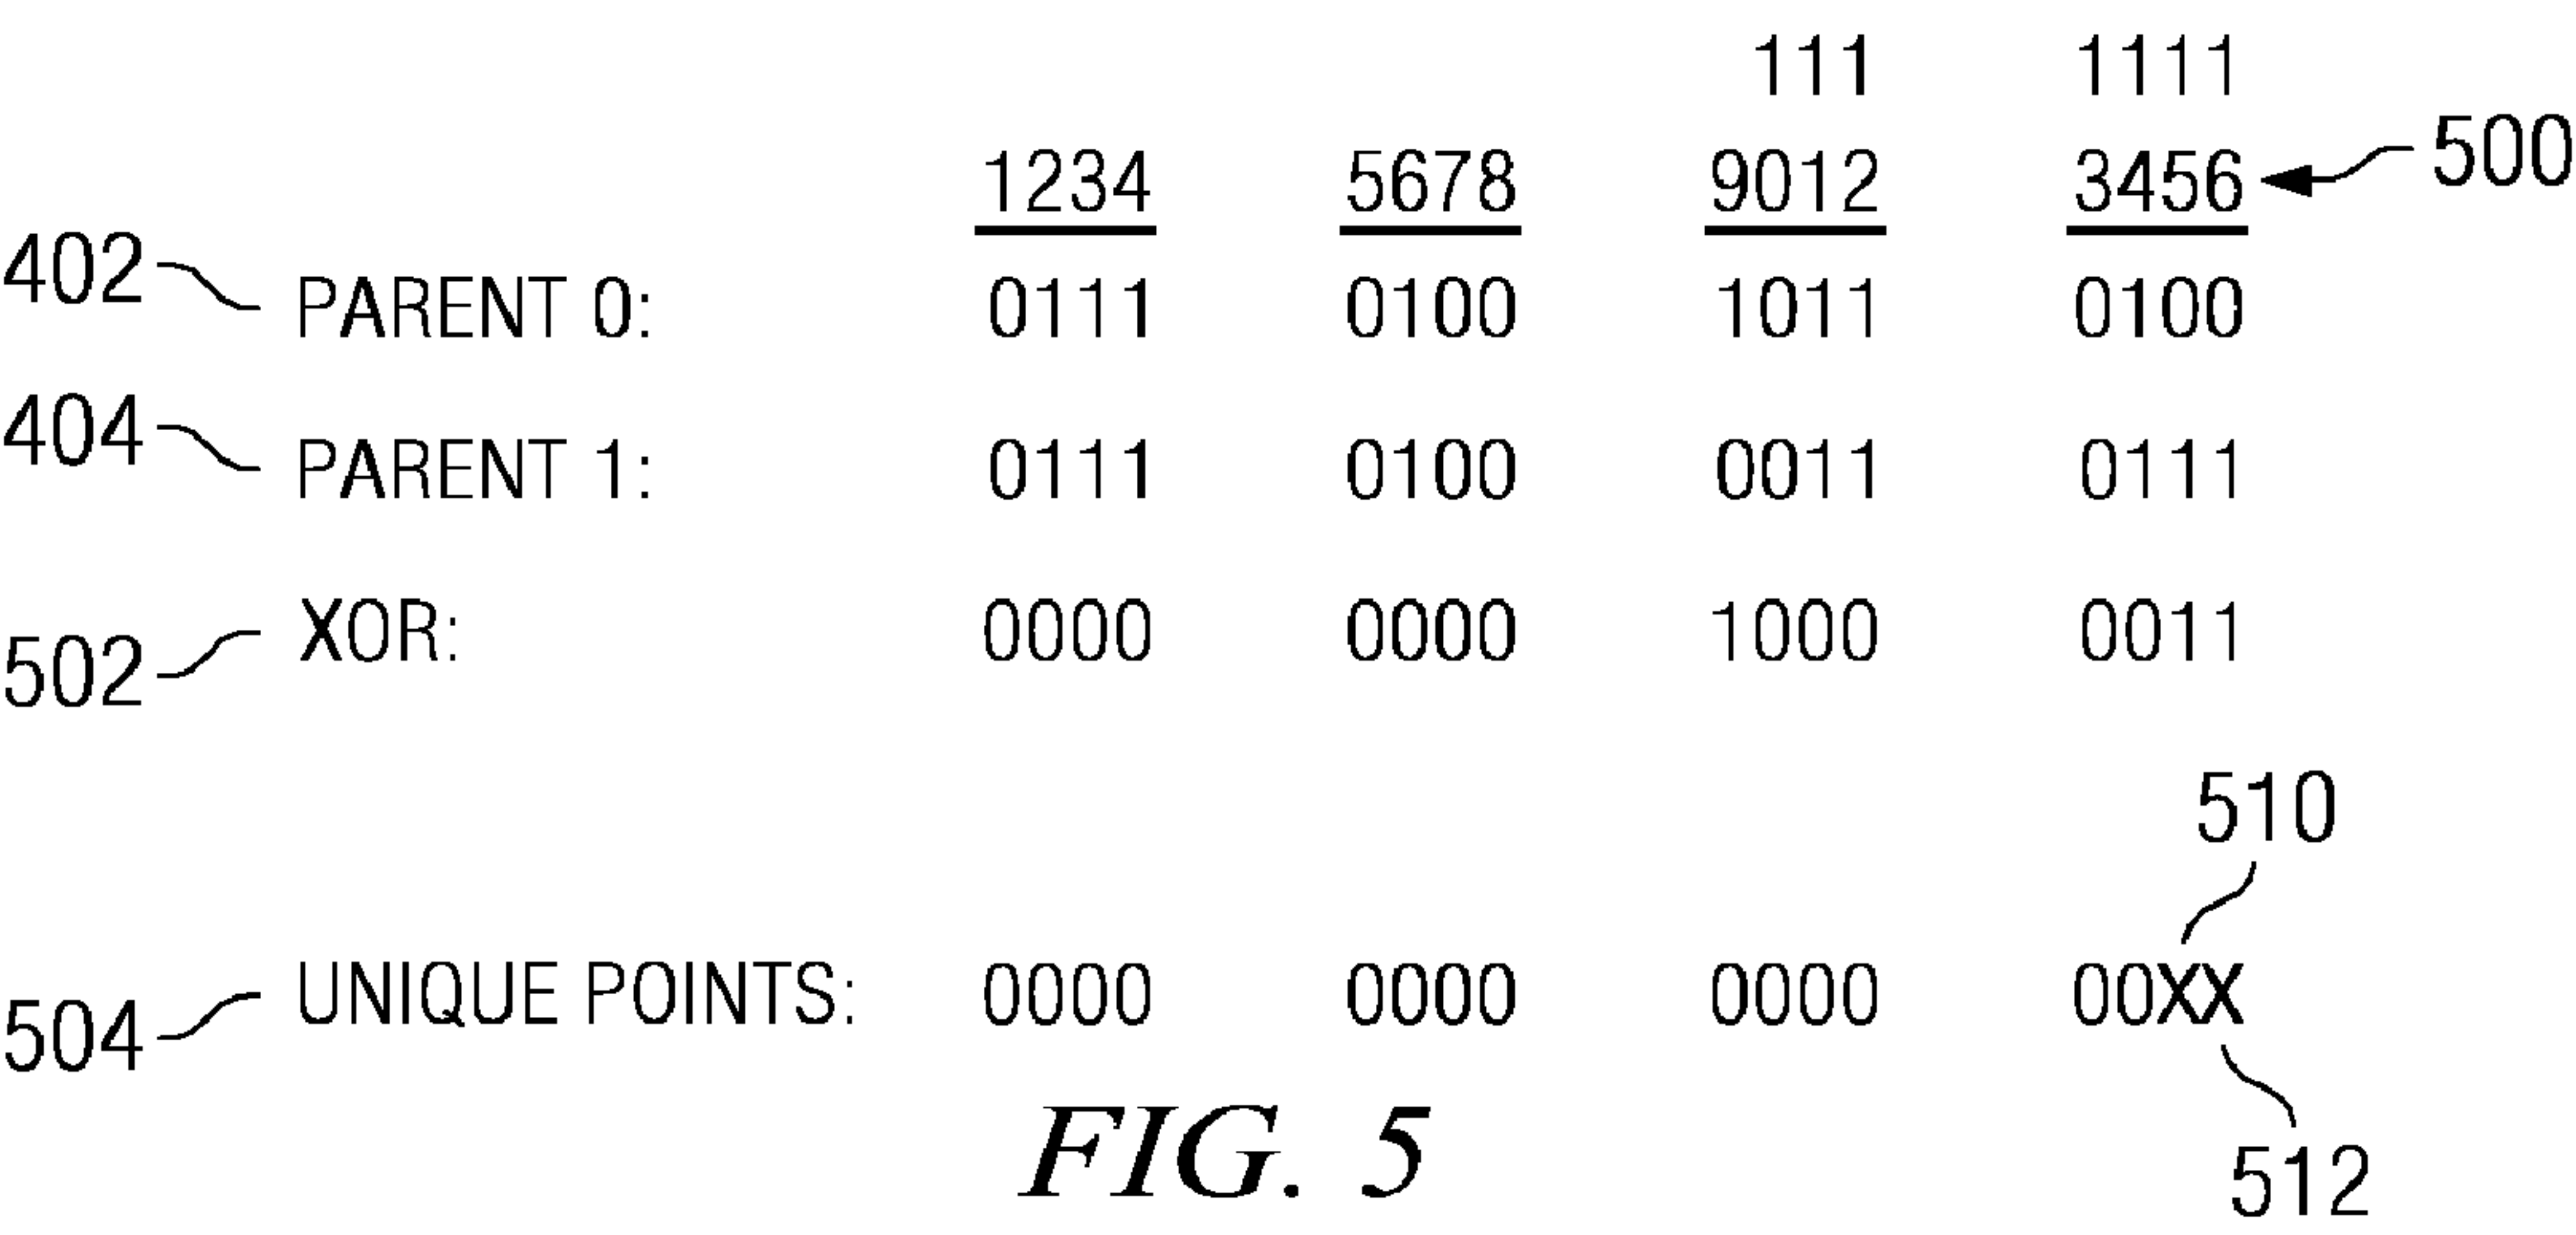 111 1111
1234 5678 9012 3456 500
402 PARENT 0: 0111 0100 1011 0100
404 PARENT 1: 0111 0100 0011 0111
502 XOR: 0000 0000 1000 0011
510
504 UNIQUE POINTS: 0000 0000 0000 00XX
512
FIG. 5